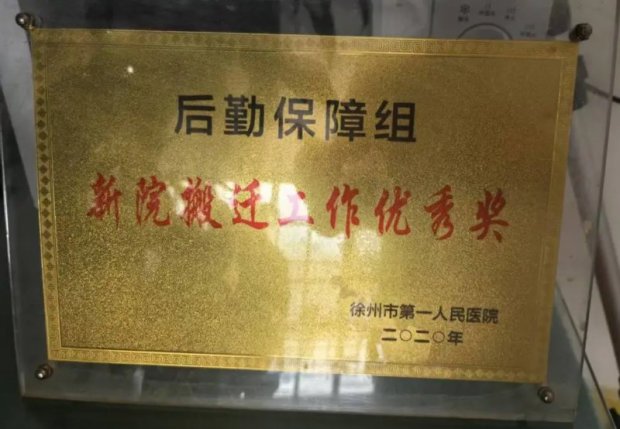 后勤保障组
新院搬迁工作优秀奖
徐州市第一人民医院
二〇二〇年